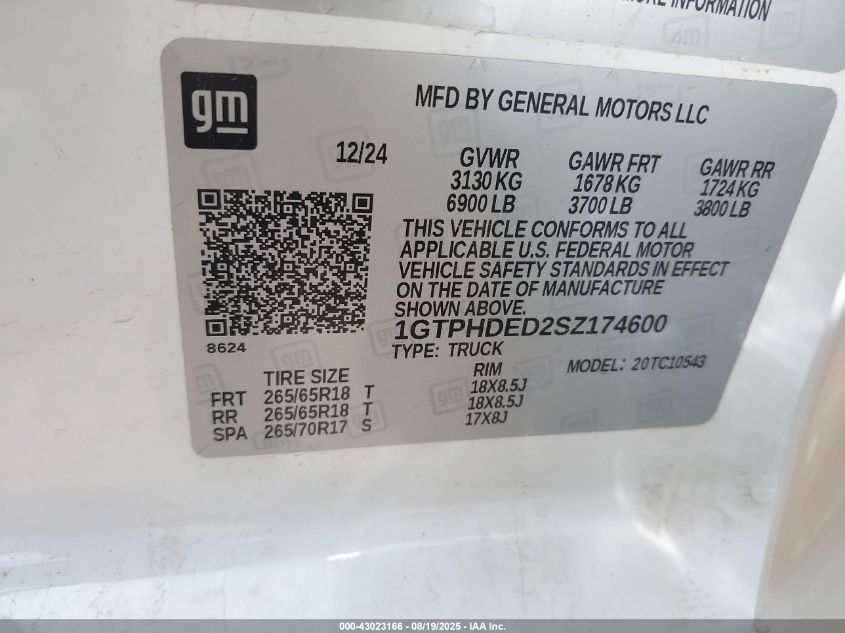 MORE INFORMATION
gm
MFD BY GENERAL MOTORS LLC
12/24
GVWR GAWR FRT GAWR RR
3130 KG 1678 KG 1724 KG
6900 LB 3700 LB 3800 LB
THIS VEHICLE CONFORMS TO ALL
APPLICABLE U.S. FEDERAL MOTOR
VEHICLE SAFETY STANDARDS IN EFFECT
ON THE DATE OF MANUFACTURE
SHOWN ABOVE.
1GTPHDED2SZ174600
8624
TYPE: TRUCK
MODEL: 20TC10543
TIRE SIZE RIM
FRT 265/65R18 T 18X8.5J
RR 265/65R18 T 18X8.5J
SPA 265/70R17 S 17X8J
000-43023166 - 08/19/2025 - IAA Inc.